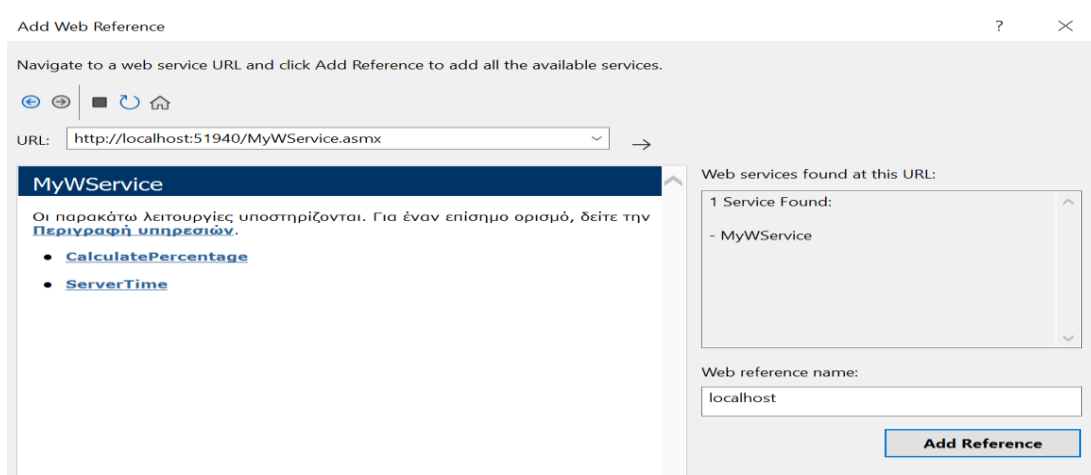 Add Web Reference
?
Navigate to a web service URL and click Add Reference to add all the available services.
URL: http://localhost:51940/MyWService.asmx
MyWService
Οι παρακάτω λειτουργίες υποστηρίζονται. Για έναν επίσημο ορισμό, δείτε την
Περιγραφή υπηρεσιών.
• CalculatePercentage
• ServerTime
Web services found at this URL:
1 Service Found:
- MyWService
Web reference name:
localhost
Add Reference